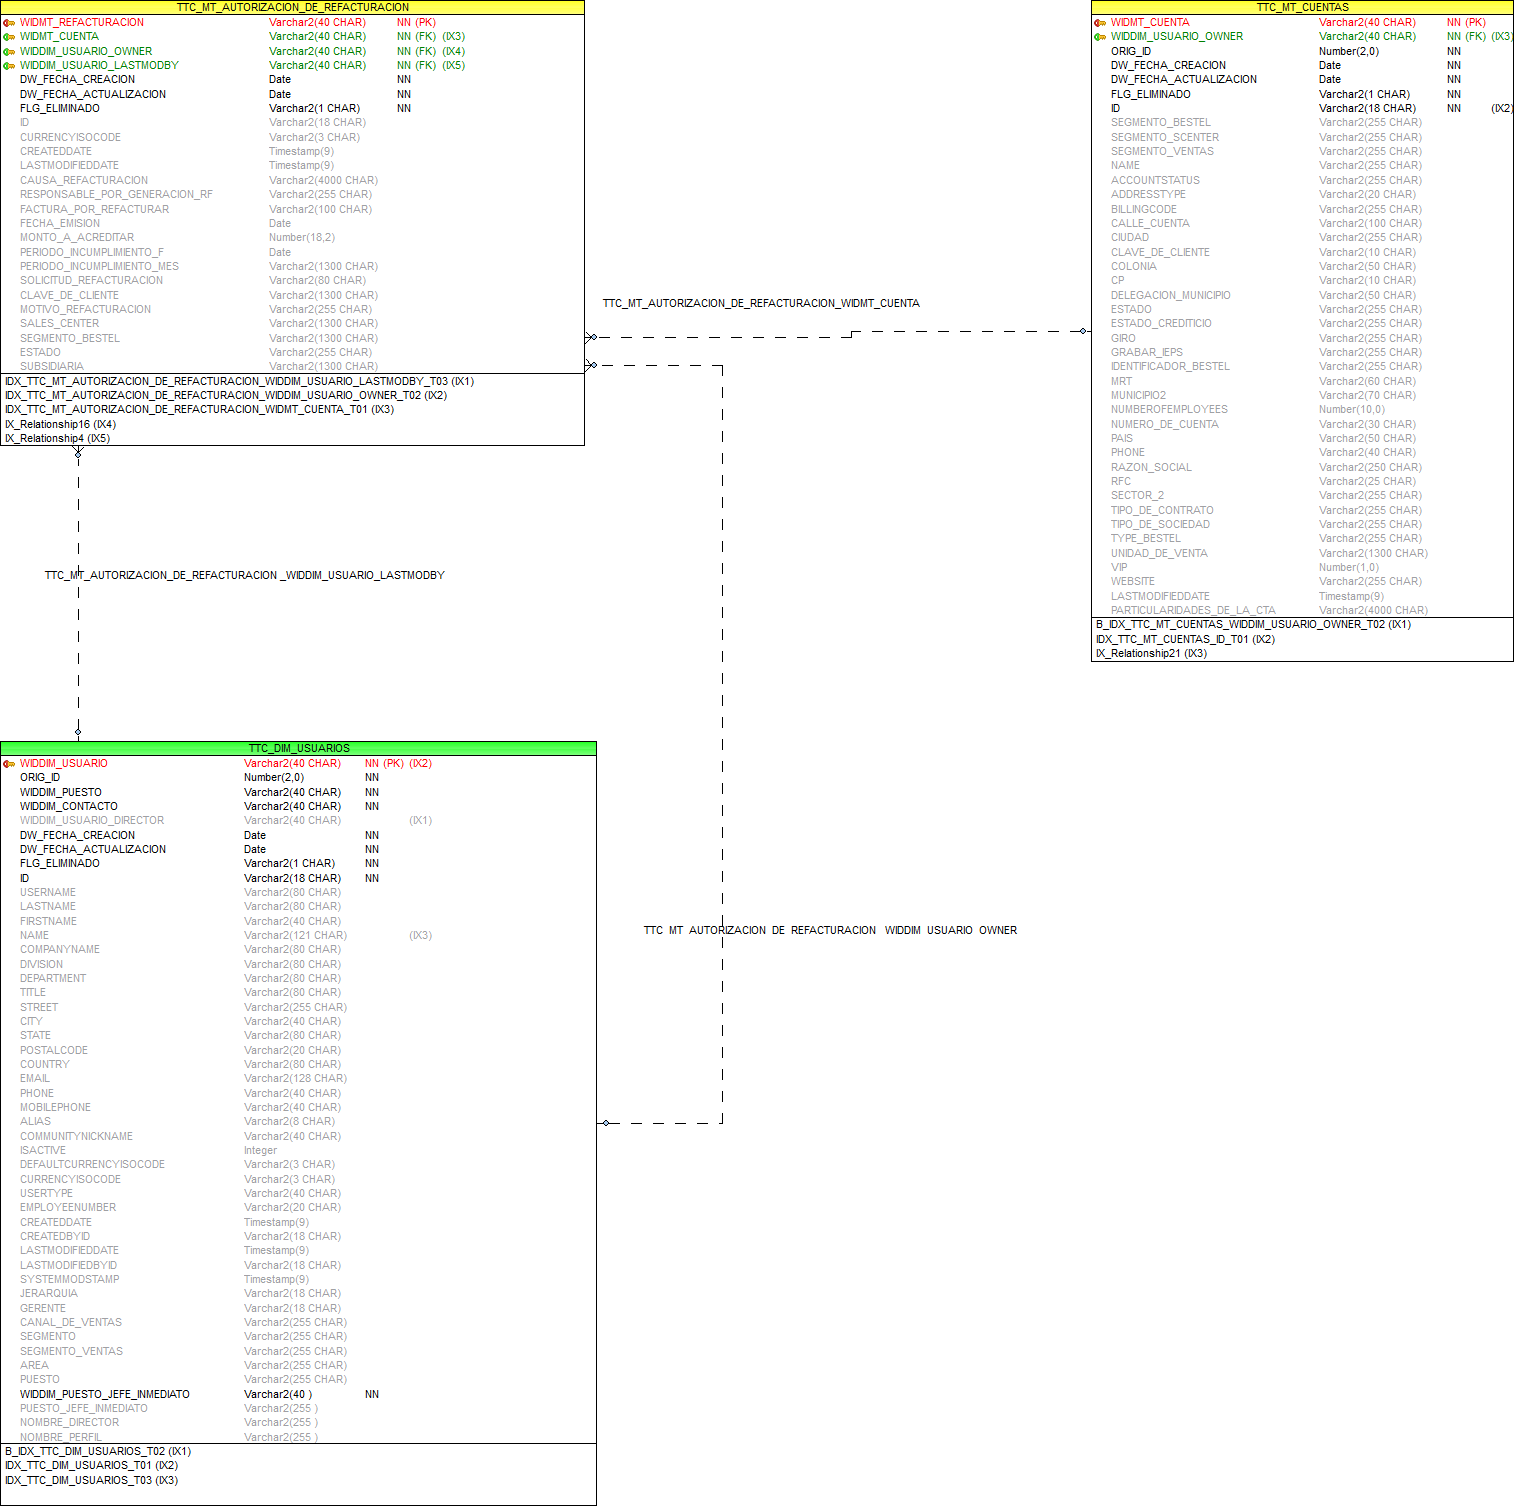 TTC_MT_AUTORIZACION_DE_REFACTURACION
WIDMT_REFACTURACION Varchar2(40 CHAR) NN (PK)
WIDMT_CUENTA Varchar2(40 CHAR) NN (FK) (IX3)
WIDDIM_USUARIO_OWNER Varchar2(40 CHAR) NN (FK) (IX4)
WIDDIM_USUARIO_LASTMODBY Varchar2(40 CHAR) NN (FK) (IX5)
DW_FECHA_CREACION Date NN
DW_FECHA_ACTUALIZACION Date NN
FLG_ELIMINADO Varchar2(1 CHAR) NN
ID Varchar2(18 CHAR)
CURRENCYISOCODE Varchar2(3 CHAR)
CREATEDDATE Timestamp(9)
LASTMODIFIEDDATE Timestamp(9)
CAUSA_REFACTURACION Varchar2(4000 CHAR)
RESPONSABLE_POR_GENERACION_RF Varchar2(255 CHAR)
FACTURA_POR_REFACTURAR Varchar2(100 CHAR)
FECHA_EMISION Date
MONTO_A_ACREDITAR Number(18,2)
PERIODO_INCUMPLIMIENTO_F Date
PERIODO_INCUMPLIMIENTO_MES Varchar2(1300 CHAR)
SOLICITUD_REFACTURACION Varchar2(80 CHAR)
CLAVE_DE_CLIENTE Varchar2(1300 CHAR)
MOTIVO_REFACTURACION Varchar2(255 CHAR)
SALES_CENTER Varchar2(1300 CHAR)
SEGMENTO_BESTEL Varchar2(1300 CHAR)
ESTADO Varchar2(255 CHAR)
SUBSIDIARIA Varchar2(1300 CHAR)
IDX_TTC_MT_AUTORIZACION_DE_REFACTURACION_WIDDIM_USUARIO_LASTMODBY_T03 (IX1)
IDX_TTC_MT_AUTORIZACION_DE_REFACTURACION_WIDDIM_USUARIO_OWNER_T02 (IX2)
IDX_TTC_MT_AUTORIZACION_DE_REFACTURACION_WIDMT_CUENTA_T01 (IX3)
IX_Relationship16 (IX4)
IX_Relationship4 (IX5)
TTC_MT_AUTORIZACION_DE_REFACTURACION_WIDMT_CUENTA
TTC_MT_CUENTAS
WIDMT_CUENTA Varchar2(40 CHAR) NN (PK)
WIDDIM_USUARIO_OWNER Varchar2(40 CHAR) NN (FK) (IX3)
ORIG_ID Number(2,0) NN
DW_FECHA_CREACION Date NN
DW_FECHA_ACTUALIZACION Date NN
FLG_ELIMINADO Varchar2(1 CHAR) NN
ID Varchar2(18 CHAR) NN (IX2)
SEGMENTO_BESTEL Varchar2(255 CHAR)
SEGMENTO_SCENTER Varchar2(255 CHAR)
SEGMENTO_VENTAS Varchar2(255 CHAR)
NAME Varchar2(255 CHAR)
ACCOUNTSTATUS Varchar2(255 CHAR)
ADDRESSTYPE Varchar2(20 CHAR)
BILLINGCODE Varchar2(255 CHAR)
CALLE_CUENTA Varchar2(100 CHAR)
CIUDAD Varchar2(255 CHAR)
CLAVE_DE_CLIENTE Varchar2(10 CHAR)
COLONIA Varchar2(50 CHAR)
CP Varchar2(10 CHAR)
DELEGACION_MUNICIPIO Varchar2(50 CHAR)
ESTADO Varchar2(255 CHAR)
ESTADO_CREDITICIO Varchar2(255 CHAR)
GIRO Varchar2(255 CHAR)
GRABAR_IEPS Varchar2(255 CHAR)
IDENTIFICADOR_BESTEL Varchar2(255 CHAR)
MRT Varchar2(60 CHAR)
MUNICIPIO2 Varchar2(70 CHAR)
NUMBEROFEMPLOYEES Number(10,0)
NUMERO_DE_CUENTA Varchar2(30 CHAR)
PAIS Varchar2(50 CHAR)
PHONE Varchar2(40 CHAR)
RAZON_SOCIAL Varchar2(250 CHAR)
RFC Varchar2(25 CHAR)
SECTOR_2 Varchar2(255 CHAR)
TIPO_DE_CONTRATO Varchar2(255 CHAR)
TIPO_DE_SOCIEDAD Varchar2(255 CHAR)
TYPE_BESTEL Varchar2(255 CHAR)
UNIDAD_DE_VENTA Varchar2(1300 CHAR)
VIP Number(1,0)
WEBSITE Varchar2(255 CHAR)
LASTMODIFIEDDATE Timestamp(9)
PARTICULARIDADES_DE_LA_CTA Varchar2(4000 CHAR)
B_IDX_TTC_MT_CUENTAS_WIDDIM_USUARIO_OWNER_T02 (IX1)
IDX_TTC_MT_CUENTAS_ID_T01 (IX2)
IX_Relationship21 (IX3)
TTC_MT_AUTORIZACION_DE_REFACTURACION _WIDDIM_USUARIO_LASTMODBY
TTC_DIM_USUARIOS
WIDDIM_USUARIO Varchar2(40 CHAR) NN (PK) (IX2)
ORIG_ID Number(2,0) NN
WIDDIM_PUESTO Varchar2(40 CHAR) NN
WIDDIM_CONTACTO Varchar2(40 CHAR) NN
WIDDIM_USUARIO_DIRECTOR Varchar2(40 CHAR) (IX1)
DW_FECHA_CREACION Date NN
DW_FECHA_ACTUALIZACION Date NN
FLG_ELIMINADO Varchar2(1 CHAR) NN
ID Varchar2(18 CHAR) NN
USERNAME Varchar2(80 CHAR)
LASTNAME Varchar2(80 CHAR)
FIRSTNAME Varchar2(40 CHAR)
NAME Varchar2(121 CHAR) (IX3)
COMPANYNAME Varchar2(80 CHAR)
DIVISION Varchar2(80 CHAR)
DEPARTMENT Varchar2(80 CHAR)
TITLE Varchar2(80 CHAR)
STREET Varchar2(255 CHAR)
CITY Varchar2(40 CHAR)
STATE Varchar2(80 CHAR)
POSTALCODE Varchar2(20 CHAR)
COUNTRY Varchar2(80 CHAR)
EMAIL Varchar2(128 CHAR)
PHONE Varchar2(40 CHAR)
MOBILEPHONE Varchar2(40 CHAR)
ALIAS Varchar2(8 CHAR)
COMMUNITYNICKNAME Varchar2(40 CHAR)
ISACTIVE Integer
DEFAULTCURRENCYISOCODE Varchar2(3 CHAR)
CURRENCYISOCODE Varchar2(3 CHAR)
USERTYPE Varchar2(40 CHAR)
EMPLOYEENUMBER Varchar2(20 CHAR)
CREATEDDATE Timestamp(9)
CREATEDBYID Varchar2(18 CHAR)
LASTMODIFIEDDATE Timestamp(9)
LASTMODIFIEDBYID Varchar2(18 CHAR)
SYSTEMMODSTAMP Timestamp(9)
JERARQUIA Varchar2(18 CHAR)
GERENTE Varchar2(18 CHAR)
CANAL_DE_VENTAS Varchar2(255 CHAR)
SEGMENTO Varchar2(255 CHAR)
SEGMENTO_VENTAS Varchar2(255 CHAR)
AREA Varchar2(255 CHAR)
PUESTO Varchar2(255 CHAR)
WIDDIM_PUESTO_JEFE_INMEDIATO Varchar2(40 ) NN
PUESTO_JEFE_INMEDIATO Varchar2(255 )
NOMBRE_DIRECTOR Varchar2(255 )
NOMBRE_PERFIL Varchar2(255 )
B_IDX_TTC_DIM_USUARIOS_T02 (IX1)
IDX_TTC_DIM_USUARIOS_T01 (IX2)
IDX_TTC_DIM_USUARIOS_T03 (IX3)
TTC_MT_AUTORIZACION_DE_REFACTURACION _WIDDIM_USUARIO_OWNER